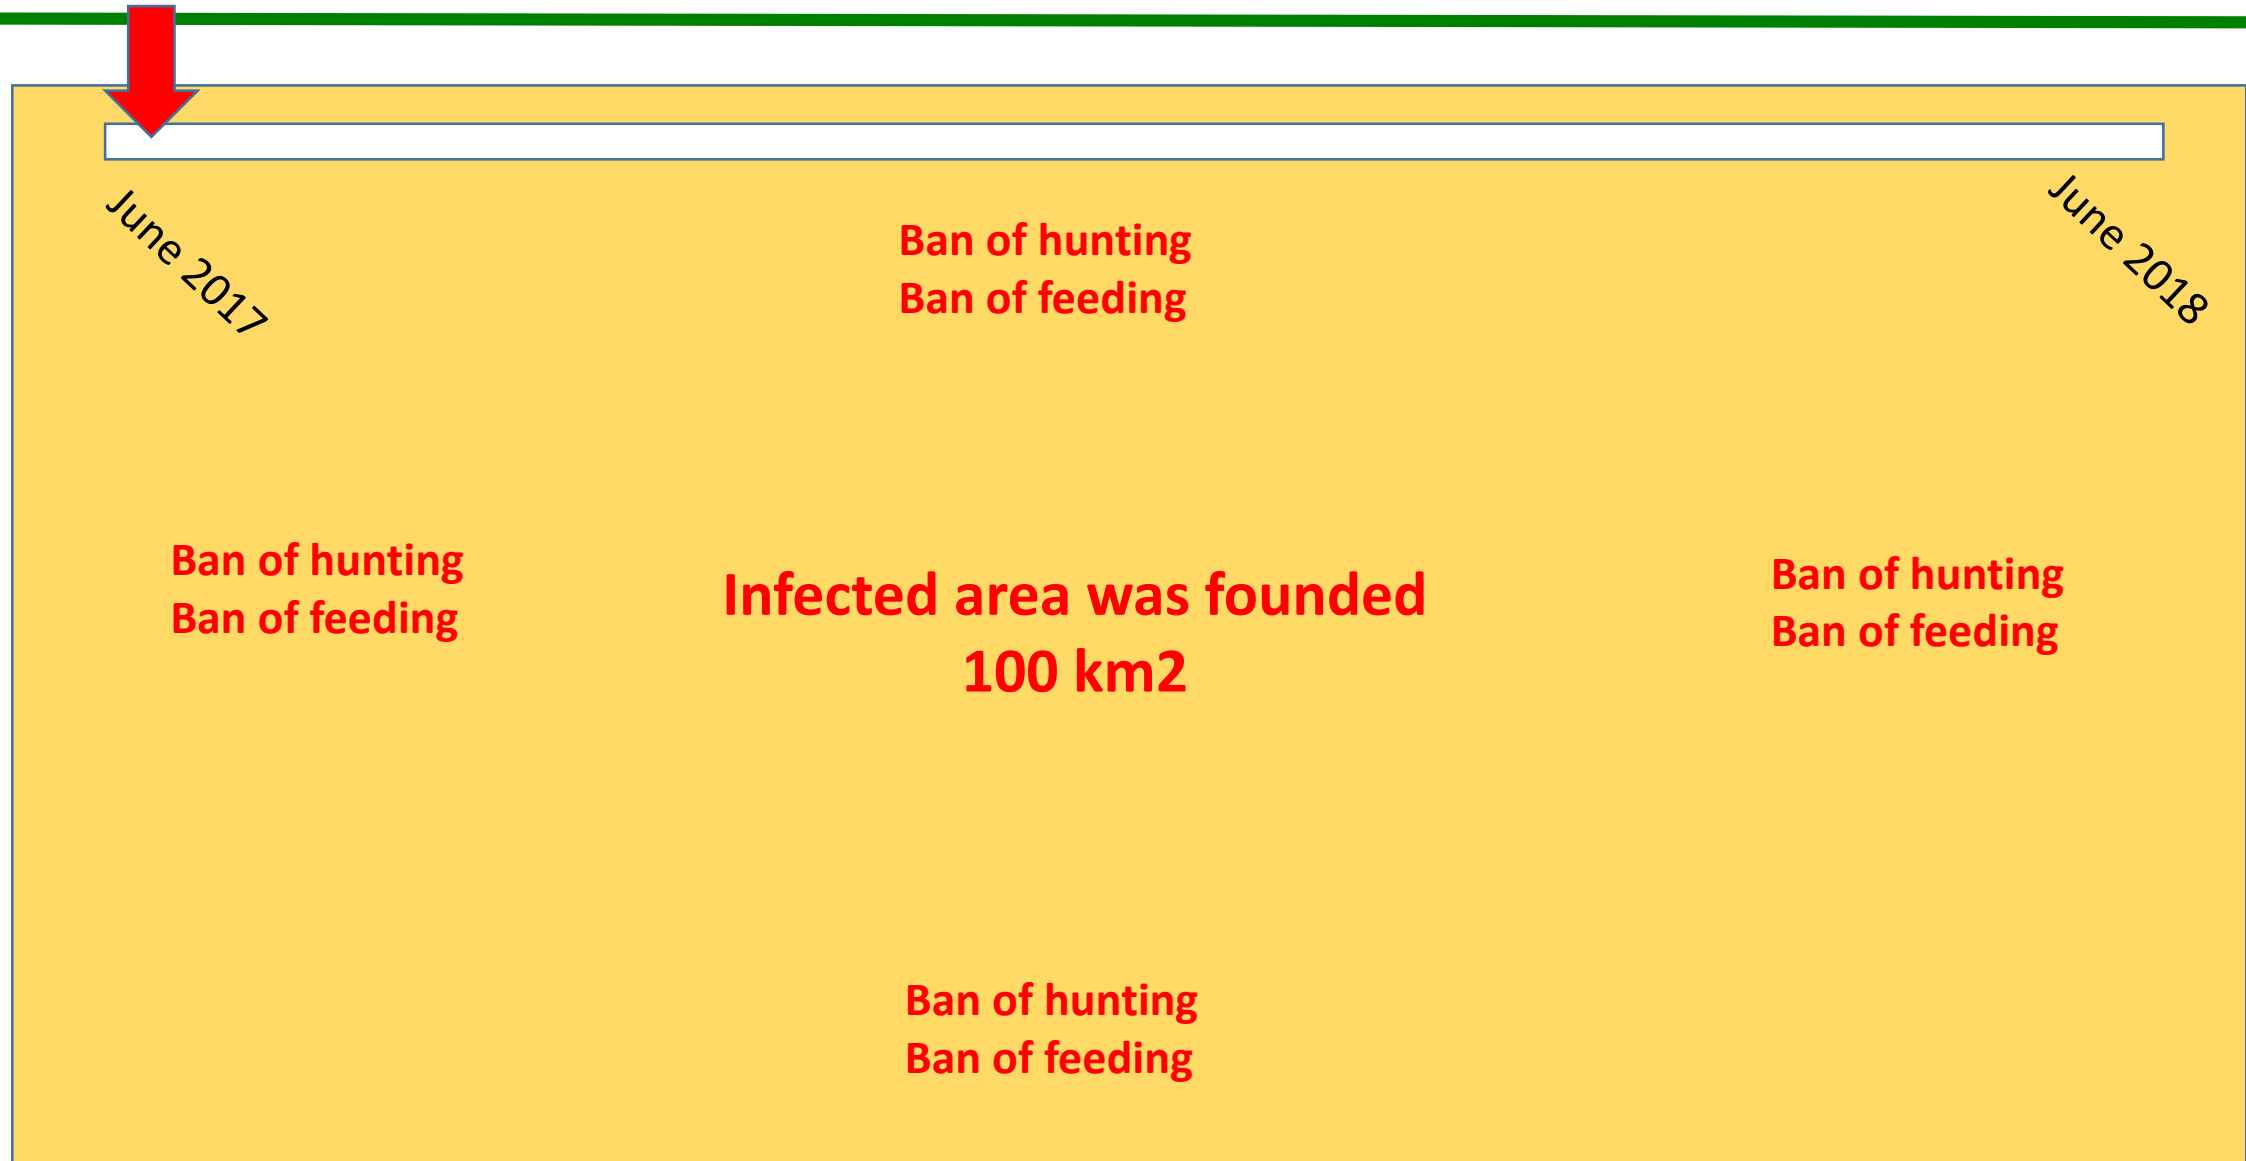 June 2017
June 2018
Ban of hunting
Ban of feeding
Ban of hunting
Ban of feeding
Infected area was founded
100 km2
Ban of hunting
Ban of feeding
Ban of hunting
Ban of feeding